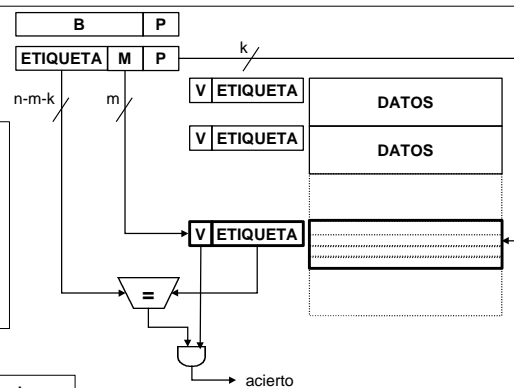 B P
ETIQUETA M P
k
n-m-k m
V ETIQUETA DATOS
V ETIQUETA DATOS
V ETIQUETA
=
acierto